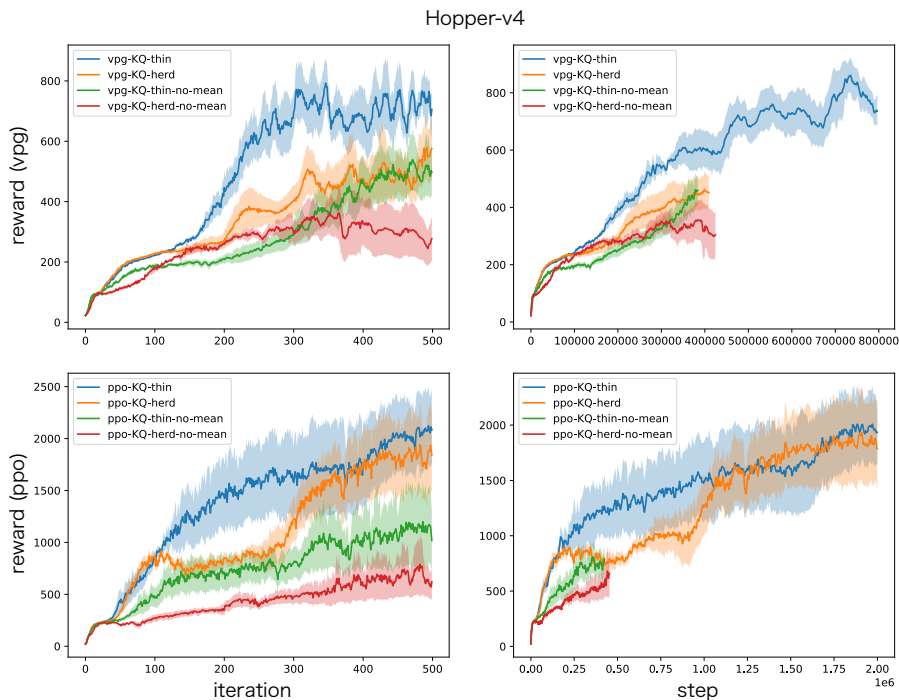 Hopper-v4
vpg-KQ-thin
vpg-KQ-herd
vpg-KQ-thin-no-mean
vpg-KQ-herd-no-mean
reward (vpg)
0
200
400
600
800
0 100 200 300 400 500
vpg-KQ-thin
vpg-KQ-herd
vpg-KQ-thin-no-mean
vpg-KQ-herd-no-mean
0
200
400
600
800
0 100000 200000 300000 400000 500000 600000 700000 800000
ppo-KQ-thin
ppo-KQ-herd
ppo-KQ-thin-no-mean
ppo-KQ-herd-no-mean
reward (ppo)
0
500
1000
1500
2000
2500
0 100 200 300 400 500
iteration
ppo-KQ-thin
ppo-KQ-herd
ppo-KQ-thin-no-mean
ppo-KQ-herd-no-mean
0
500
1000
1500
2000
0.00 0.25 0.50 0.75 1.00 1.25 1.50 1.75 2.00
1e6
step